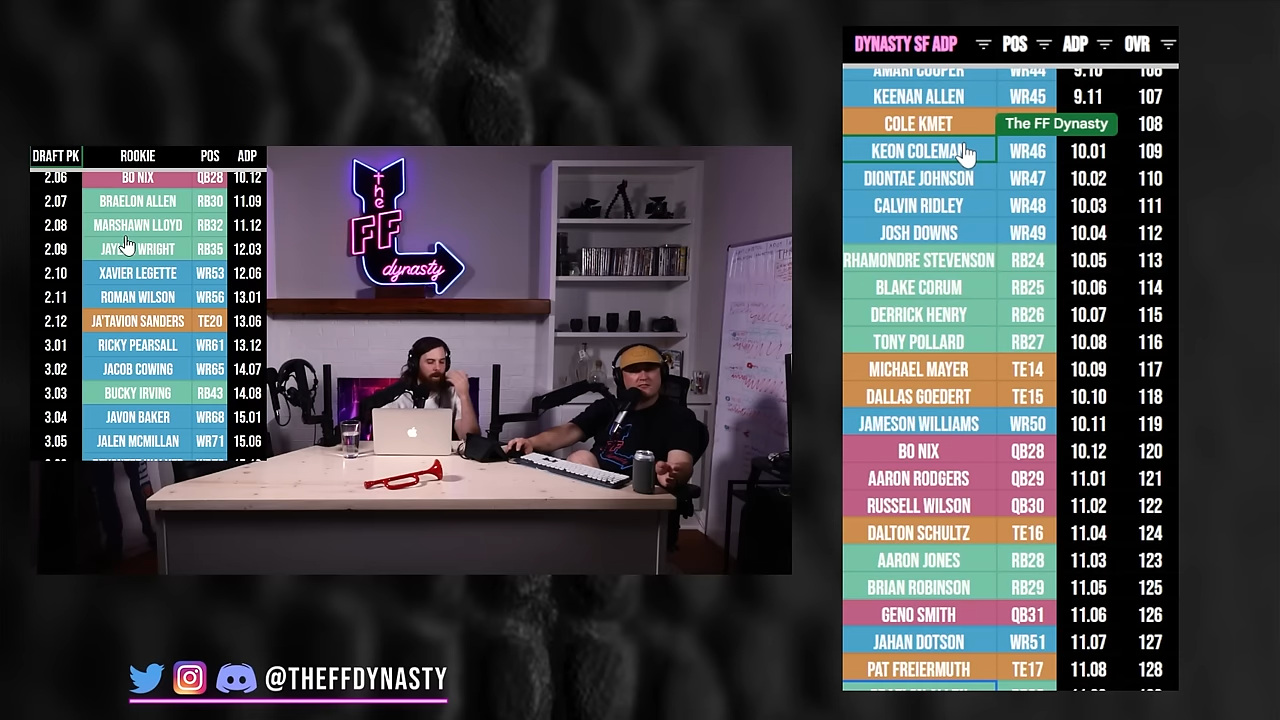 DRAFT PK ROOKIE POS ADP
2.06 BO NIX QB28 10.12
2.07 BRAELON ALLEN RB30 11.09
2.08 MARSHAWN LLOYD RB32 11.12
2.09 WRIGHT RB35 12.03
2.10 XAVIER LEGETTE WR53 12.06
2.11 ROMAN WILSON WR56 13.01
2.12 JA'TAVION SANDERS TE20 13.06
3.01 RICKY PEARSALL WR61 13.12
3.02 JACOB COWING WR65 14.07
3.03 BUCKY IRVING RB43 14.08
3.04 JAVON BAKER WR68 15.01
3.05 JALEN MCMILLAN WR71 15.06
the
FF
dynasty
@THEFFDYNASTY
DYNASTY SF ADP POS ADP OVR
AMARI COOPER WR44 9.10 106
KEENAN ALLEN WR45 9.11 107
COLE KMET The FF Dynasty 108
KEON COLEMAN WR46 10.01 109
DIONTAE JOHNSON WR47 10.02 110
CALVIN RIDLEY WR48 10.03 111
JOSH DOWNS WR49 10.04 112
RHAMONDRE STEVENSON RB24 10.05 113
BLAKE CORUM RB25 10.06 114
DERRICK HENRY RB26 10.07 115
TONY POLLARD RB27 10.08 116
MICHAEL MAYER TE14 10.09 117
DALLAS GOEDERT TE15 10.10 118
JAMESON WILLIAMS WR50 10.11 119
BO NIX QB28 10.12 120
AARON RODGERS QB29 11.01 121
RUSSELL WILSON QB30 11.02 122
DALTON SCHULTZ TE16 11.04 124
AARON JONES RB28 11.03 123
BRIAN ROBINSON RB29 11.05 125
GENO SMITH QB31 11.06 126
JAHAN DOTSON WR51 11.07 127
PAT FREIERMUTH TE17 11.08 128